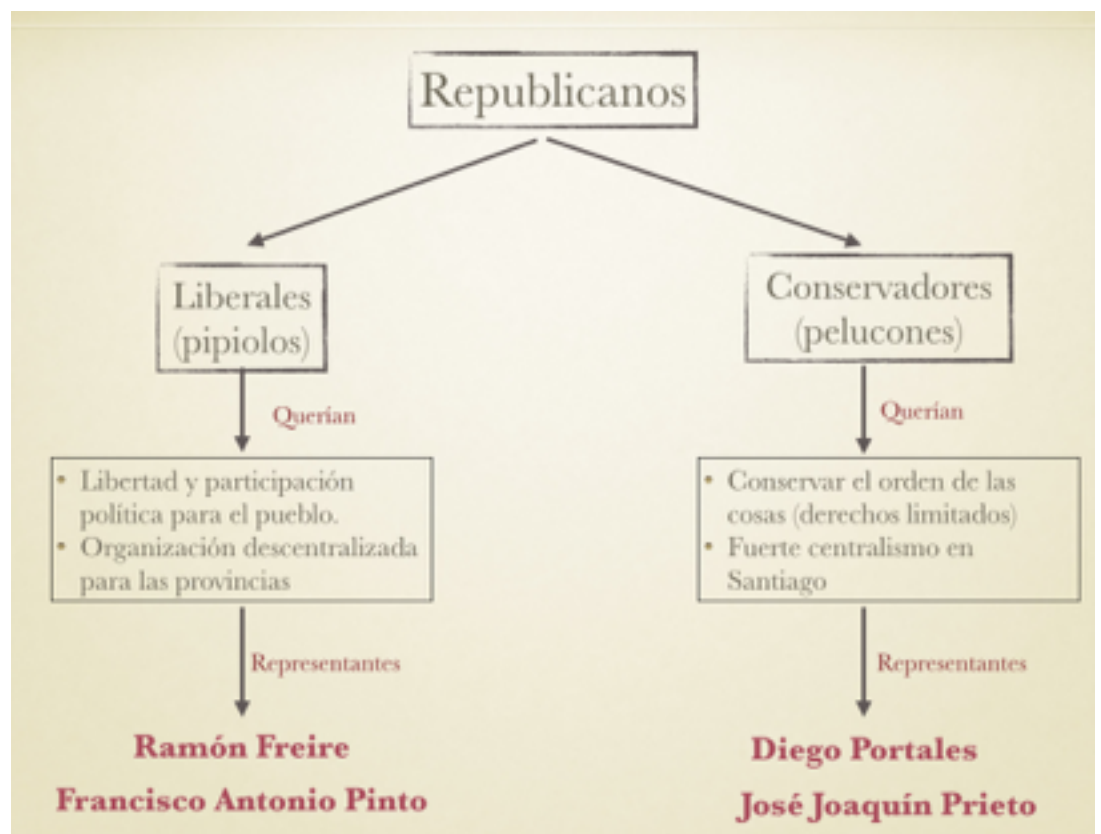 Republicanos
Liberales
(pipiolos)
Querían
• Libertad y participación
política para el pueblo.
• Organización descentralizada
para las provincias
Representantes
Ramón Freire
Francisco Antonio Pinto
Conservadores
(pelucones)
Querían
• Conservar el orden de las
cosas (derechos limitados)
• Fuerte centralismo en
Santiago
Representantes
Diego Portales
José Joaquín Prieto